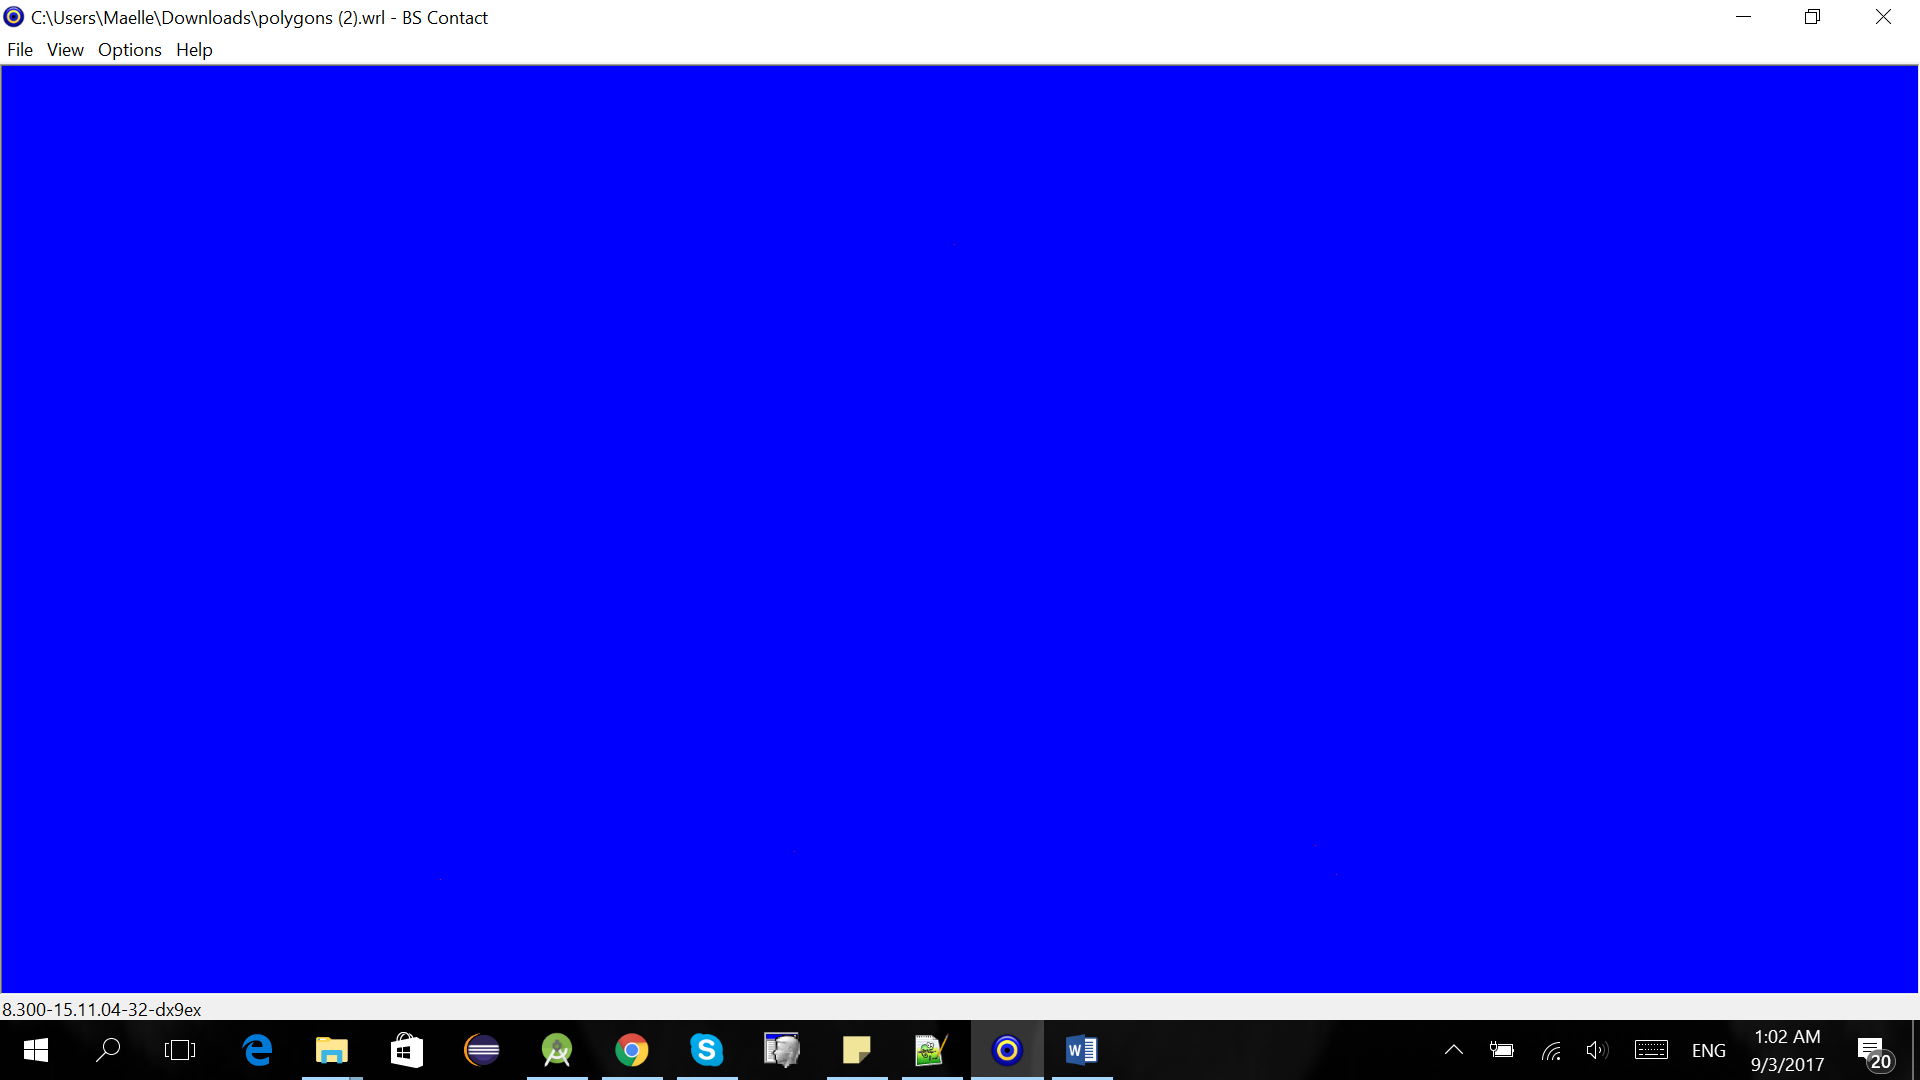 C:\Users\Maelle\Downloads\polygons (2).wrl - BS Contact
File View Options Help
8.300-15.11.04-32-dx9ex
ENG
1:02 AM
9/3/2017
20